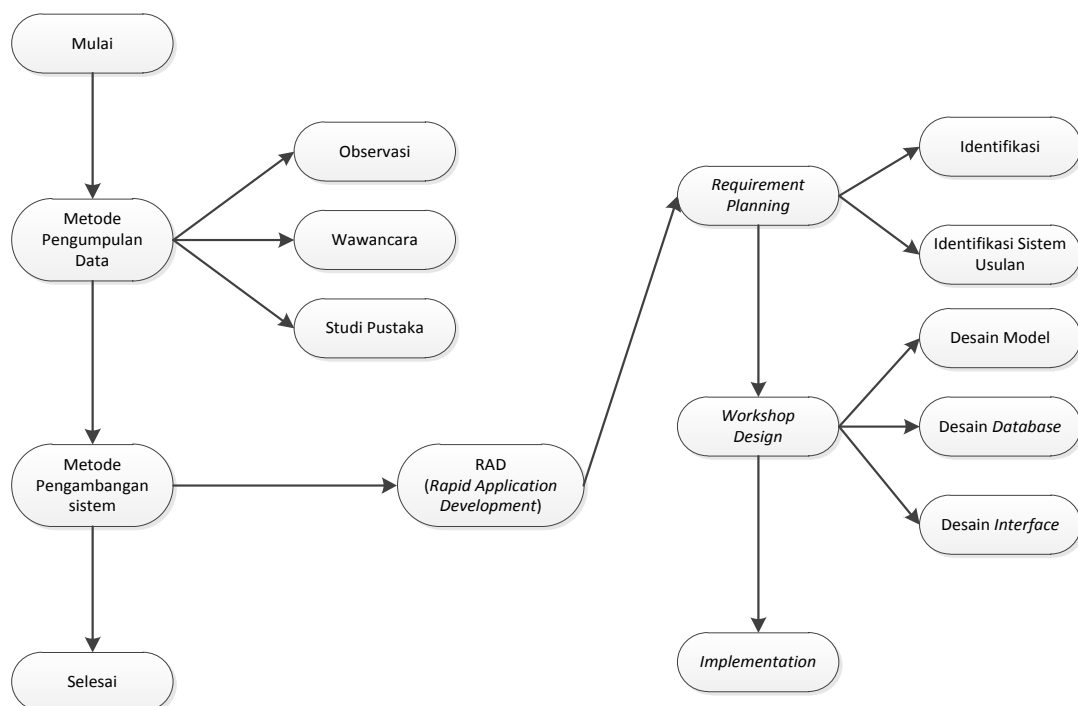 Mulai
Metode
Pengumpulan
Data
Observasi
Wawancara
Studi Pustaka
Metode
Pengambangan
sistem
RAD
(Rapid Application
Development)
Selesai
Requirement
Planning
Identifikasi
Identifikasi Sistem
Usulan
Workshop
Design
Desain Model
Desain Database
Desain Interface
Implementation